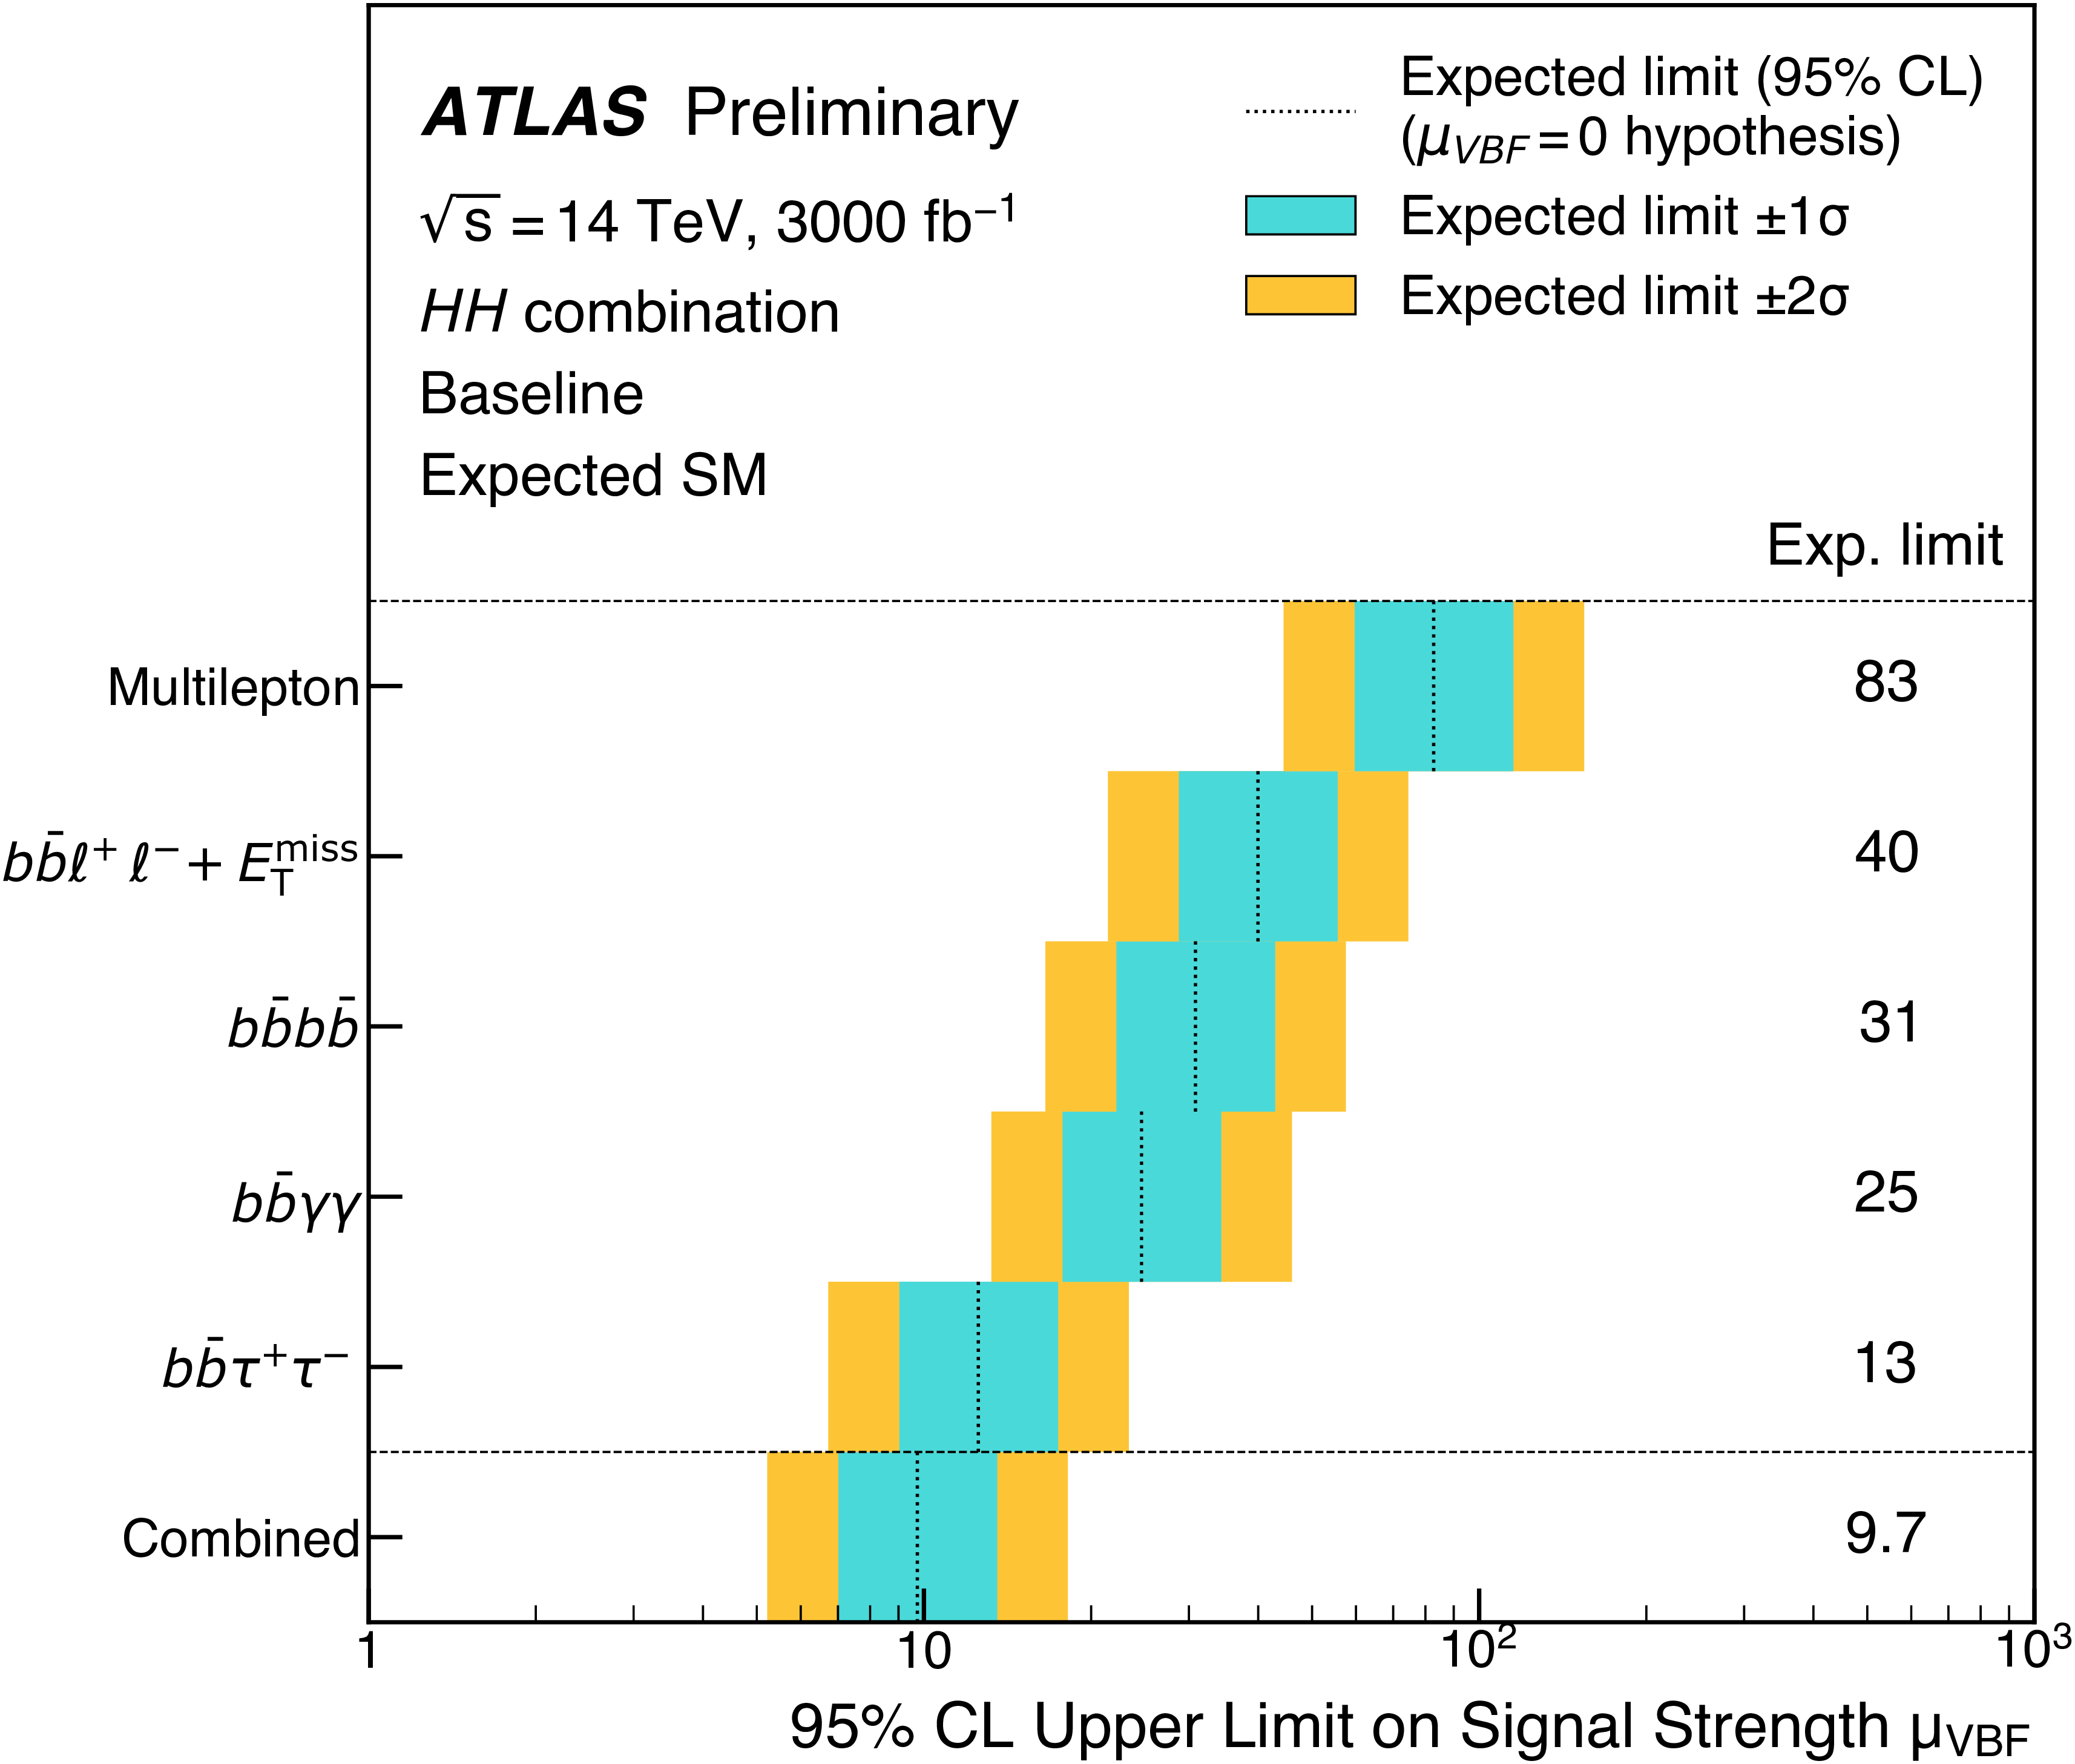 ATLAS Preliminary
√s = 14 TeV, 3000 fb⁻¹
HH combination
Baseline
Expected SM
Expected limit (95% CL)
(μ_VBF = 0 hypothesis)
Expected limit ±1σ
Expected limit ±2σ
Exp. limit
Multilepton 83
bb̄ℓ⁺ℓ⁻ + E_T^miss 40
bb̄bb̄ 31
bb̄γγ 25
bb̄τ⁺τ⁻ 13
Combined 9.7
1 10 10² 10³
95% CL Upper Limit on Signal Strength μ_VBF